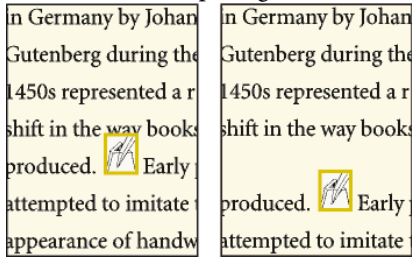 in Germany by Johan
Gutenberg during the
1450s represented a r
shift in the way books
produced. Early
attempted to imitate
appearance of handw
in Germany by Johan
Gutenberg during the
1450s represented a r
shift in the way books
produced. Early
attempted to imitate